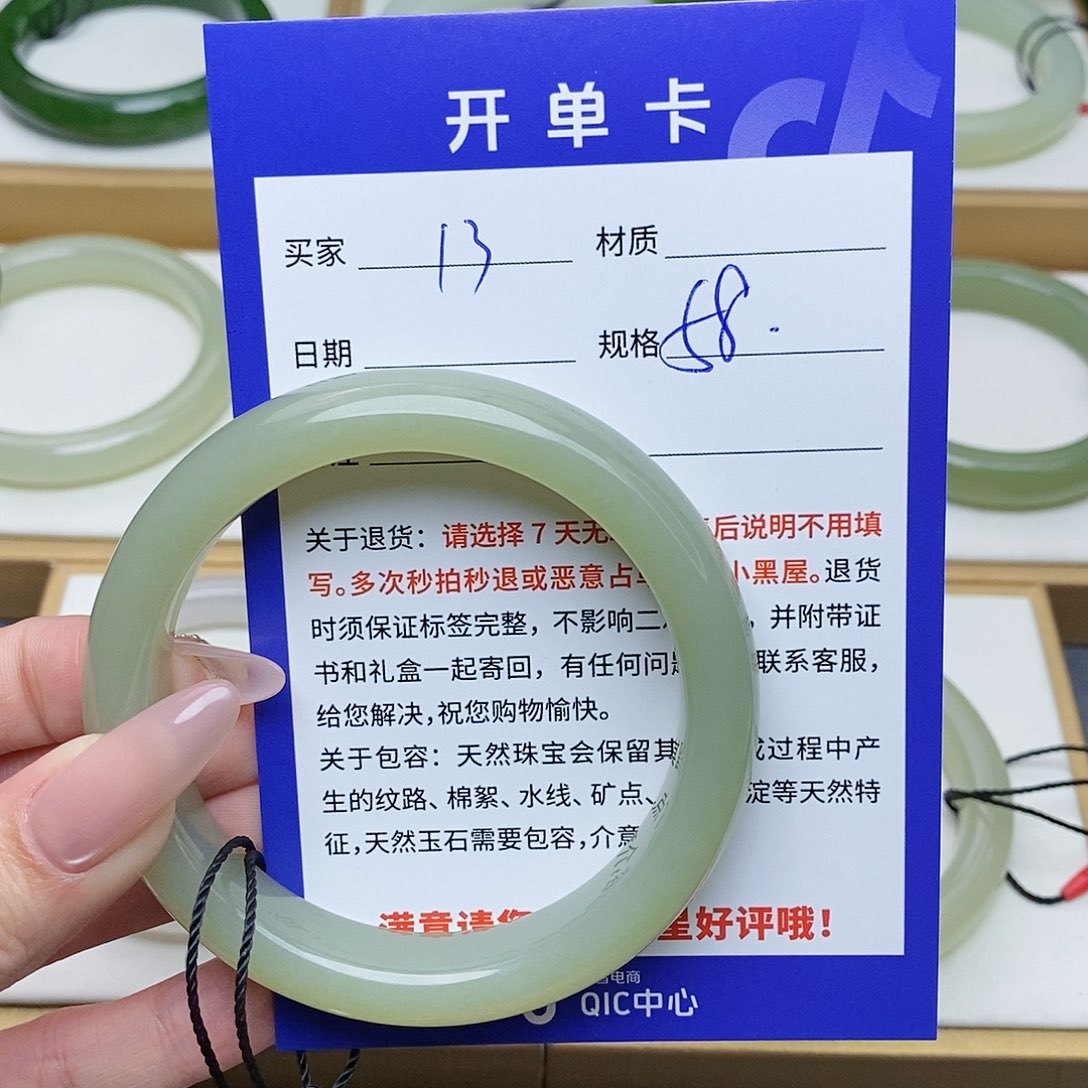 开单卡
买家 13 材质
日期 规格 58.
关于退货：请选择7天无 后说明不用填
写。多次秒拍秒退或恶意占 小黑屋。退货
时须保证标签完整，不影响二 ，并附带证
书和礼盒一起寄回，有任何问题 联系客服，
给您解决，祝您购物愉快。
关于包容：天然珠宝会保留其 成过程中产
生的纹路、棉絮、水线、矿点、 淀等天然特
征，天然玉石需要包容，介意
满意请您 星好评哦！
电商
QIC中心